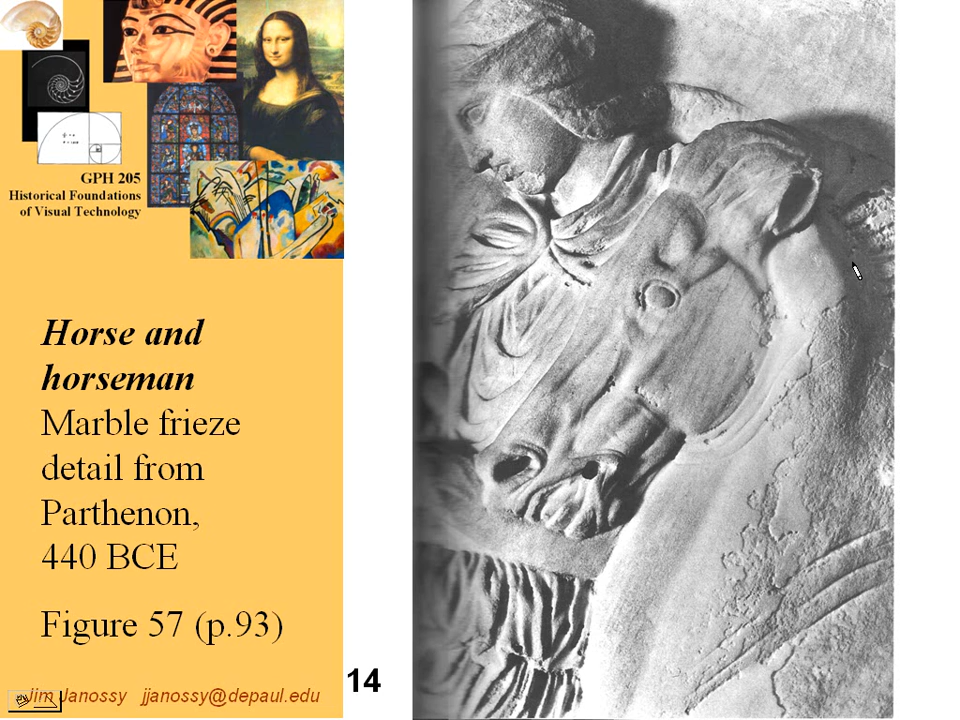 GPH 205
Historical Foundations
of Visual Technology
Horse and
horseman
Marble frieze
detail from
Parthenon,
440 BCE
Figure 57 (p.93)
Jim Janossy jjanossy@depaul.edu
14